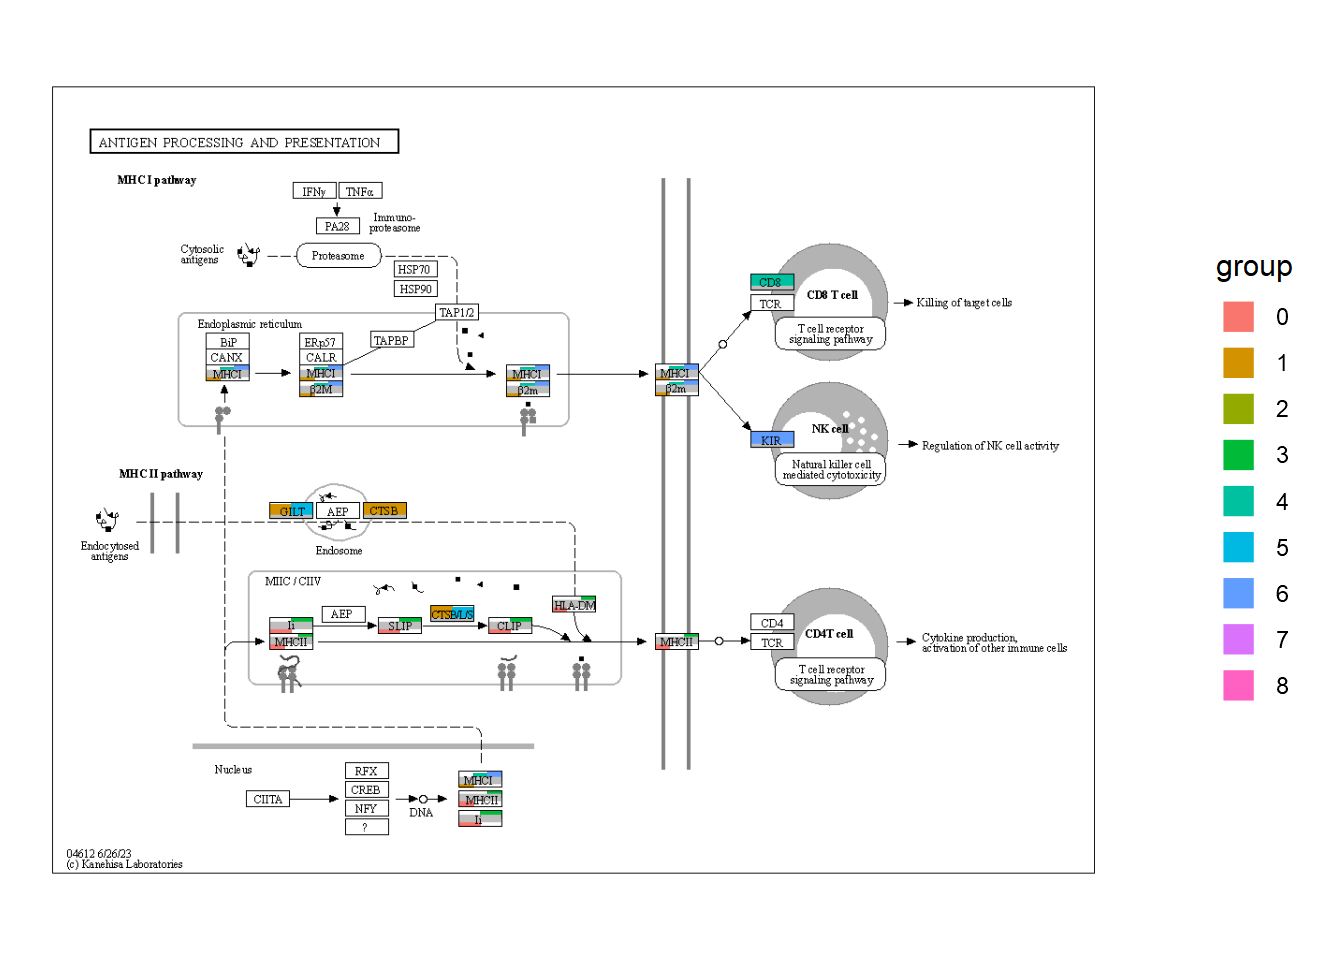 ANTIGEN PROCESSING AND PRESENTATION
MHC I pathway
IFNγ
TNFα
PA28
Immuno-
proteasome
Cytosolic
antigens
Proteasome
HSP70
HSP90
TAP1/2
Endoplasmic reticulum
BiP
CANX
MHCI
ERp57
CALR
MHCI
β2M
TAPBP
MHCI
β2m
MHCI
β2m
CD8
TCR
CD8 T cell
T cell receptor
signaling pathway
Killing of target cells
KIR
NK cell
Natural killer cell
mediated cytotoxicity
Regulation of NK cell activity
MHC II pathway
Endocytosed
antigens
GILT
AEP
CTSB
Endosome
MIIC / CIIV
Ii
MHCII
AEP
SLIP
CTSB/L/S
CLIP
HLA-DM
MHCII
CD4
TCR
CD4T cell
T cell receptor
signaling pathway
Cytokine production,
activation of other immune cells
Nucleus
CIITA
RFX
CREB
NFY
?
DNA
MHCI
MHCII
Ii
04612 6/26/23
(c) Kanehisa Laboratories
group
0
1
2
3
4
5
6
7
8